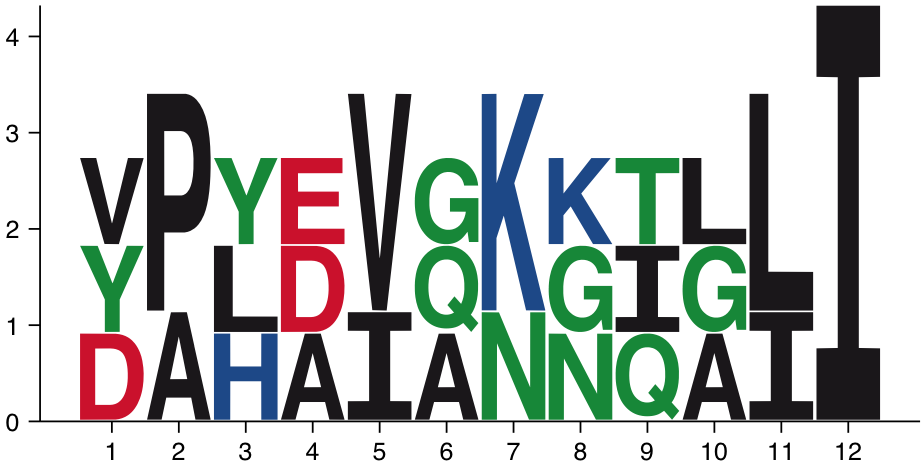 4
3
2
1
0
V P Y E V G K K T L L I
Y L D Q G I G
D A H A I A N N Q A I
1 2 3 4 5 6 7 8 9 10 11 12